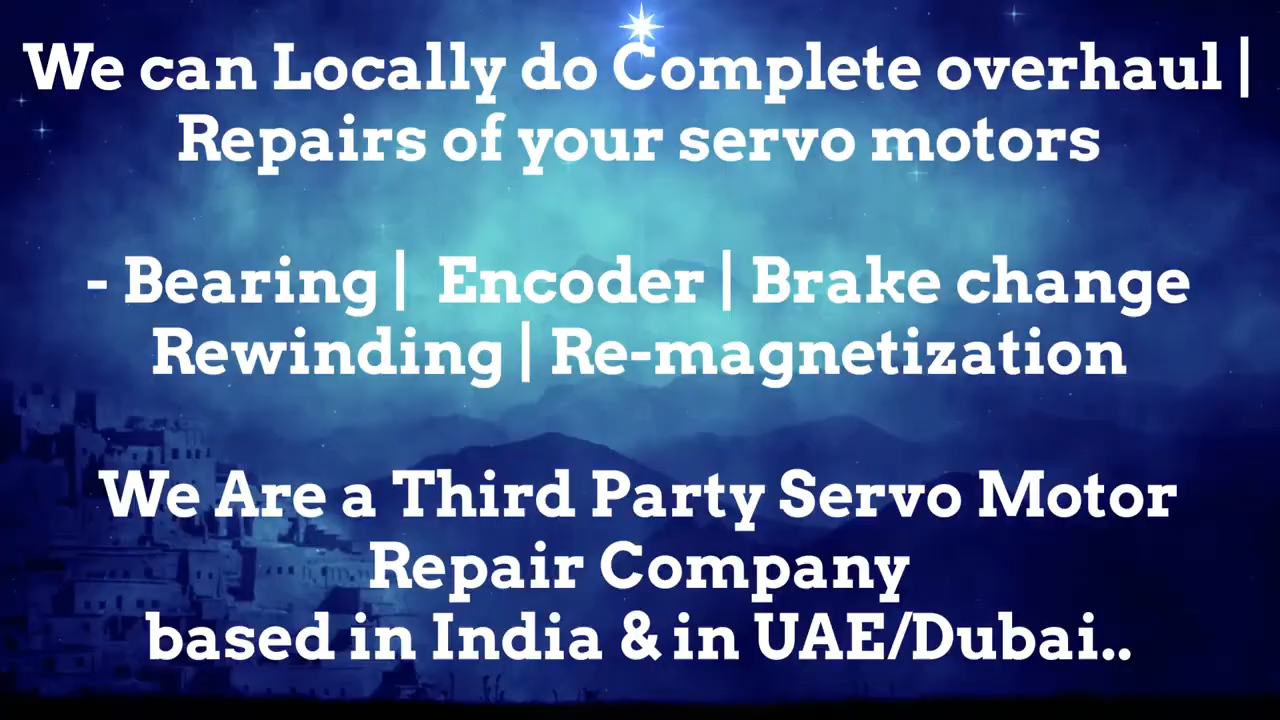 We can Locally do Complete overhaul |
Repairs of your servo motors
- Bearing | Encoder | Brake change
Rewinding | Re-magnetization
We Are a Third Party Servo Motor
Repair Company
based in India & in UAE/Dubai..